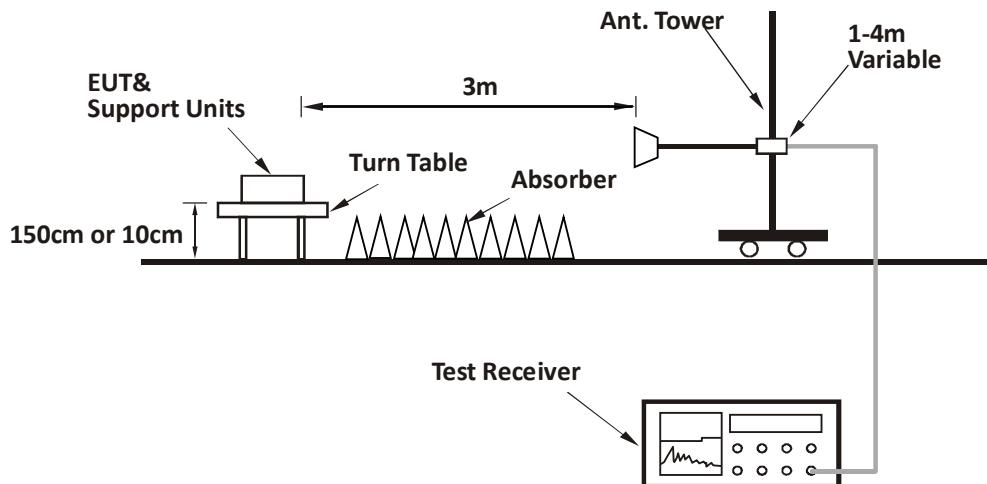 Ant. Tower
1-4m
Variable
EUT&
Support Units
3m
Turn Table
Absorber
150cm or 10cm
Test Receiver